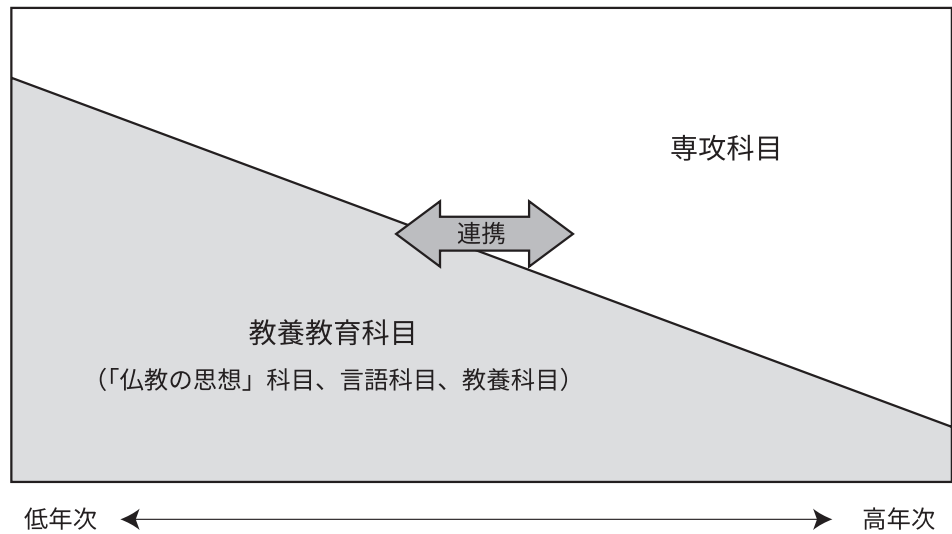 専攻科目
連携
教養教育科目
（「仏教の思想」科目、言語科目、教養科目）
低年次
高年次